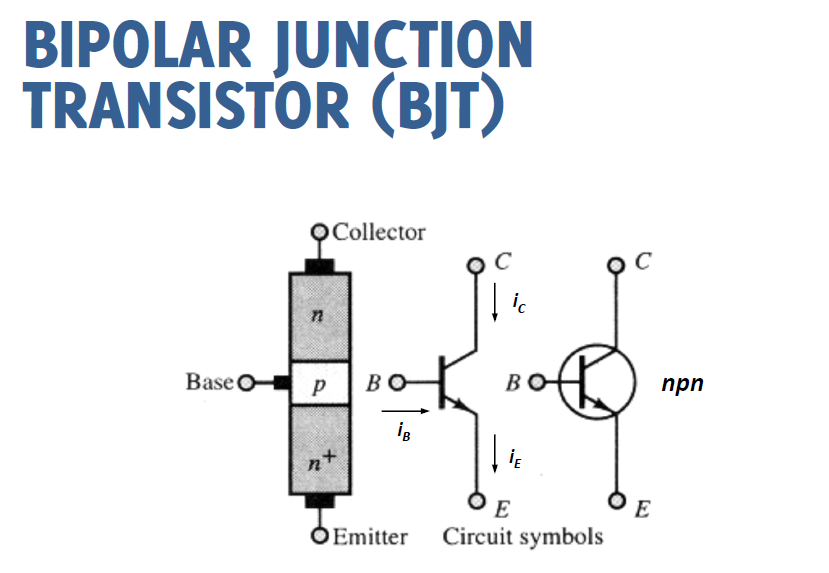 BIPOLAR JUNCTION
TRANSISTOR (BJT)
Collector
n
Base
p
n+
Emitter
C
iC
B
iB
iE
E
C
B
E
npn
Circuit symbols